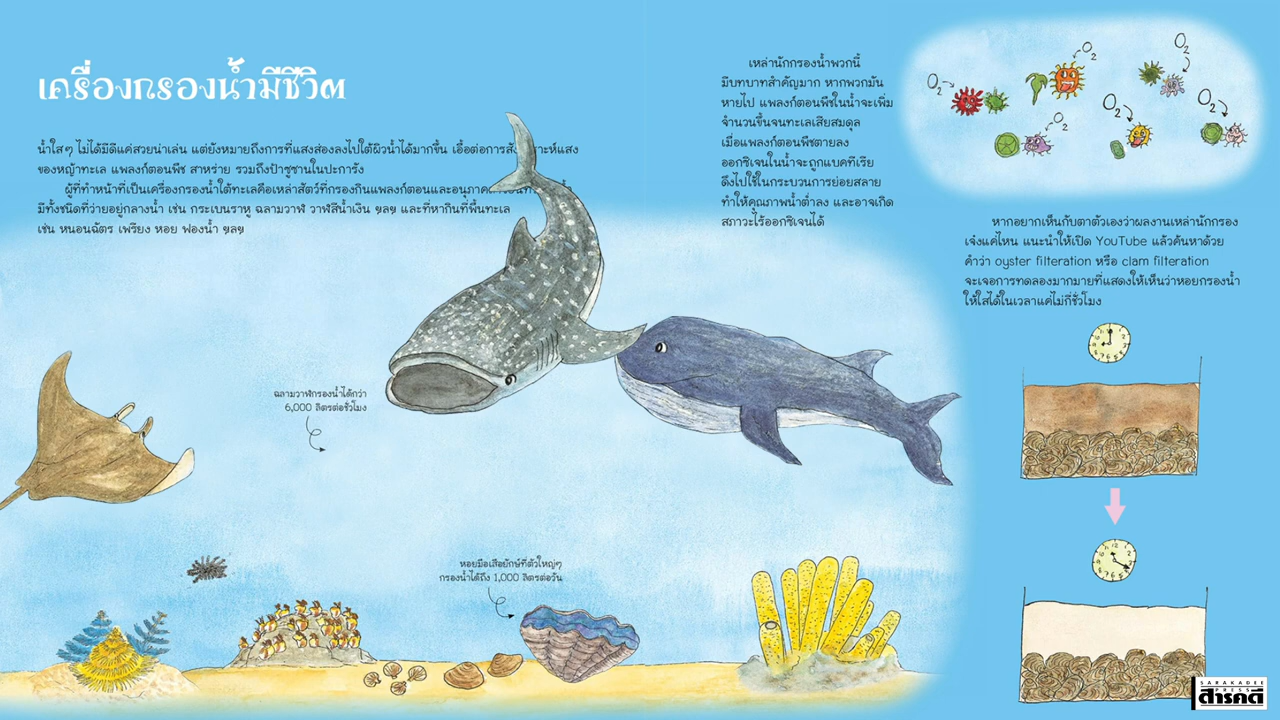 เครื่องกรองน้ำมีชีวิต
น้ำใสๆ ไม่ได้มีดีแค่สวยน่าเล่น แต่ยังหมายถึงการที่แสงส่องลงไปใต้ผิวน้ำได้มากขึ้น เอื้อต่อการสังเคราะห์แสง
ของหญ้าทะเล แพลงก์ตอนพืช สาหร่าย รวมถึงป้าซูซานในปะการัง
ผู้ที่ทำหน้าที่เป็นเครื่องกรองน้ำใต้ทะเลคือเหล่าสัตว์ที่กรองกินแพลงก์ตอนและอนุภาค
มีทั้งชนิดที่ว่ายอยู่กลางน้ำ เช่น กระเบนราหู ฉลามวาฬ วาฬสีน้ำเงิน ฯลฯ และที่หากินที่พื้นทะเล
เช่น หนอนฉัตร เพรียง หอย ฟองน้ำ ฯลฯ
เหล่านักกรองน้ำพวกนี้
มีบทบาทสำคัญมาก หากพวกมัน
หายไป แพลงก์ตอนพืชในน้ำจะเพิ่ม
จำนวนขึ้นจนทะเลเสียสมดุล
เมื่อแพลงก์ตอนพืชตายลง
ออกซิเจนในน้ำจะถูกแบคทีเรีย
ดึงไปใช้ในกระบวนการย่อยสลาย
ทำให้คุณภาพน้ำต่ำลง และอาจเกิด
สภาวะไร้ออกซิเจนได้
O2
O2
O2
O2
O2
O2
หากอยากเห็นกับตาตัวเองว่าผลงานเหล่านักกรอง
เจ๋งแค่ไหน แนะนำให้เปิด YouTube แล้วค้นหาด้วย
คำว่า oyster filteration หรือ clam filteration
จะเจอการทดลองมากมายที่แสดงให้เห็นว่าหอยกรองน้ำ
ให้ใสได้ในเวลาแค่ไม่กี่ชั่วโมง
ฉลามวาฬกรองน้ำได้กว่า
6,000 ลิตรต่อชั่วโมง
หอยมือเสือยักษ์ที่ตัวใหญ่ๆ
กรองน้ำได้ถึง 1,000 ลิตรต่อวัน
SARAKADEE
PRESS
สารคดี